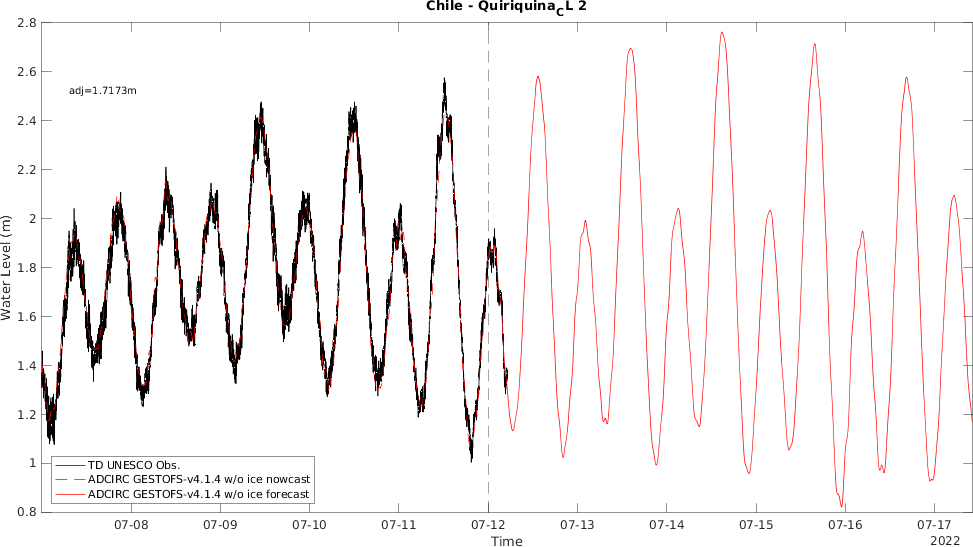 Chile - Quiriquina_CL 2
2.8
2.6
adj=1.7173m
2.4
2.2
2
1.8
1.6
1.4
1.2
1
0.8
Water Level (m)
TD UNESCO Obs.
ADCIRC GESTOFS-v4.1.4 w/o ice nowcast
ADCIRC GESTOFS-v4.1.4 w/o ice forecast
07-08 07-09 07-10 07-11 07-12 07-13 07-14 07-15 07-16 07-17
Time
2022